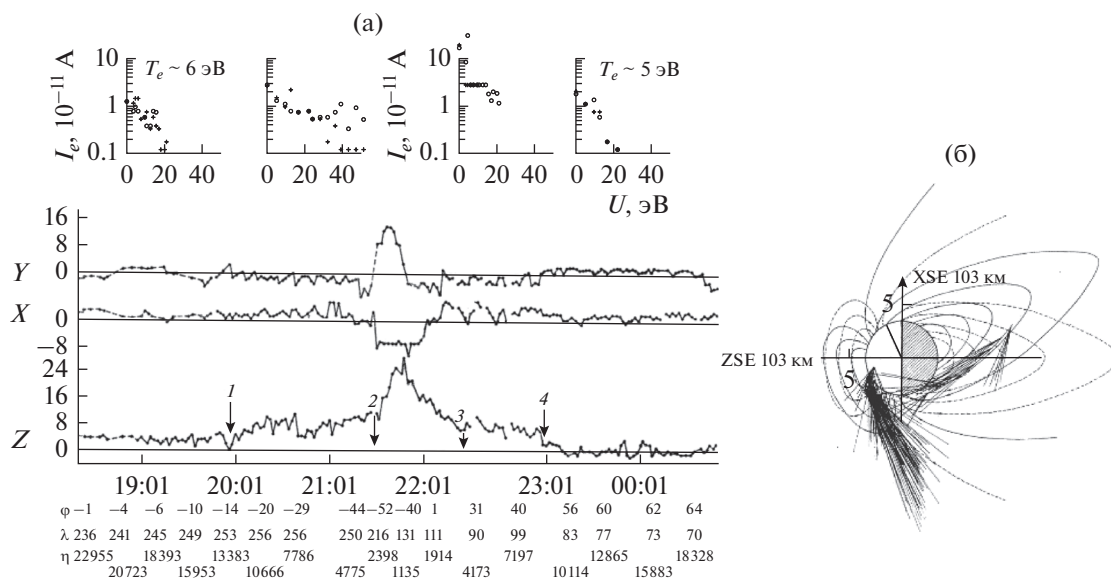 (а)
I_e, 10⁻¹¹ А
10
1
0.1
T_e ~ 6 эВ
0 20 40
0 20 40
I_e, 10⁻¹¹ А
10
1
0.1
0 20 40
T_e ~ 5 эВ
0 20 40
U, эВ
Y
16
8
0
X
0
−8
Z
24
16
8
0
1
2
3
4
19:01 20:01 21:01 22:01 23:01 00:01
φ −1 −4 −6 −10 −14 −20 −29 −44 −52 −40 1 31 40 56 60 62 64
λ 236 241 245 249 253 256 256 250 216 131 111 90 99 83 77 73 70
η 22955 18393 13383 7786 2398 1914 7197 12865 18328
20723 15953 10666 4775 1135 4173 10114 15883
(б)
XSE 103 км
5
ZSE 103 км
5